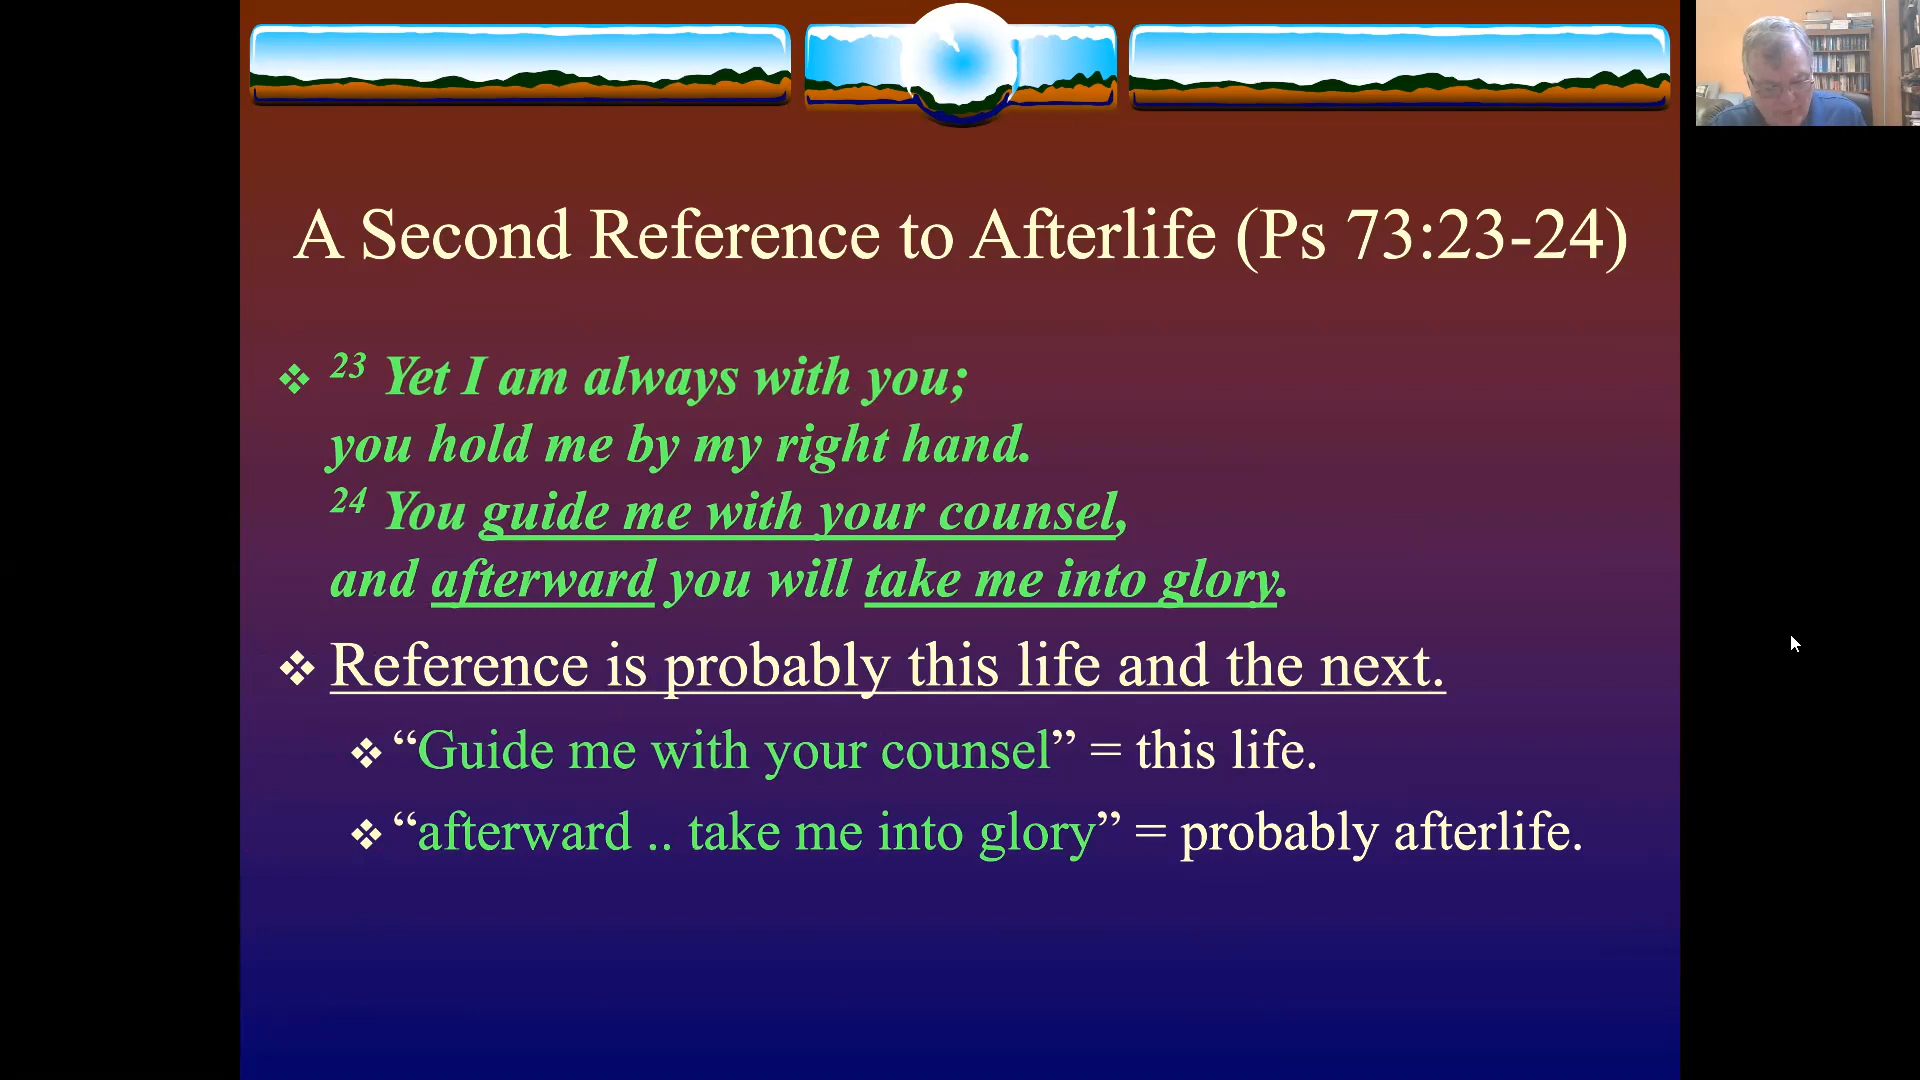 A Second Reference to Afterlife (Ps 73:23-24)
23 Yet I am always with you;
you hold me by my right hand.
24 You guide me with your counsel,
and afterward you will take me into glory.
Reference is probably this life and the next.
“Guide me with your counsel” = this life.
“afterward .. take me into glory” = probably afterlife.